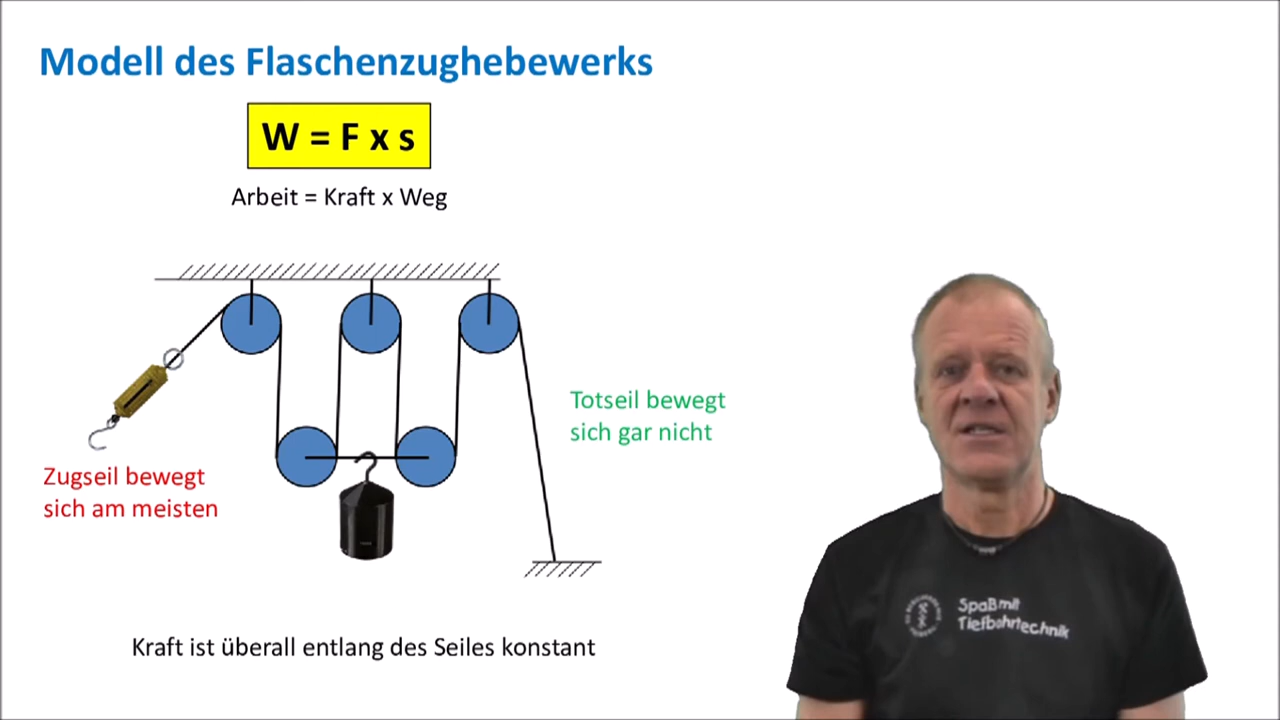 Modell des Flaschenzughebewerks
W = F x s
Arbeit = Kraft x Weg
Totseil bewegt
sich gar nicht
Zugseil bewegt
sich am meisten
Kraft ist überall entlang des Seiles konstant
Spaß mit
Tiefbohrtechnik